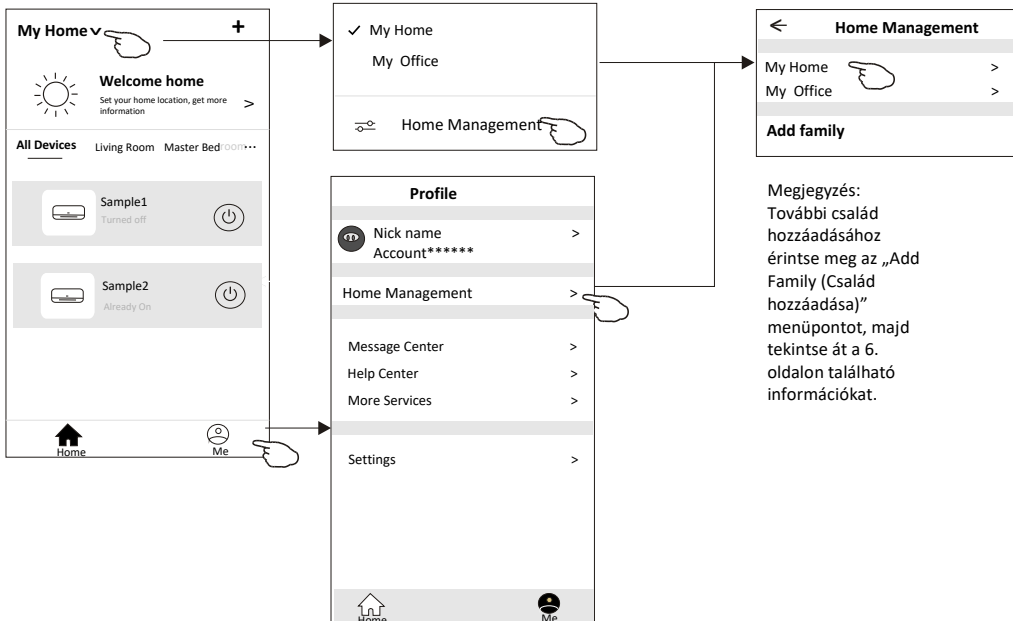 My Home
+
Welcome home
Set your home location, get more
information
>
All Devices
Living Room
Master Bedroom...
Sample1
Turned off
Sample2
Already On
Home
Me
✓ My Home
My Office
Home Management
Profile
Nick name
>
Account******
Home Management
>
Message Center
>
Help Center
>
More Services
>
Settings
>
Home
Me
Home Management
My Home
>
My Office
>
Add family
Megjegyzés:
További család
hozzáadásához
érintse meg az „Add
Family (Család
hozzáadása)”
menüpontot, majd
tekintse át a 6.
oldalon található
információkat.